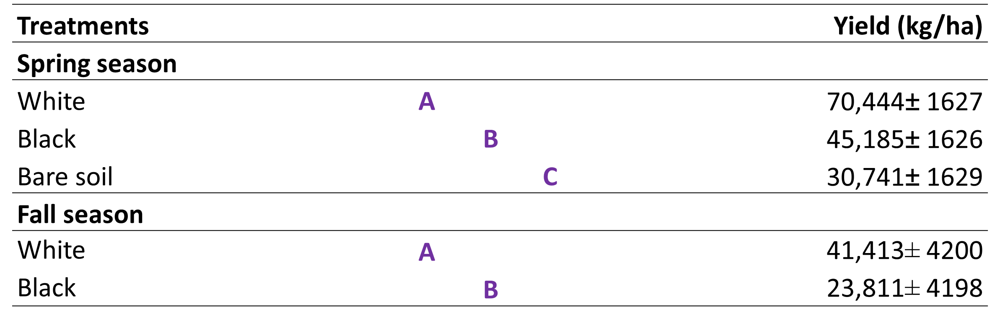 Treatments Yield (kg/ha)
Spring season
White A 70,444± 1627
Black B 45,185± 1626
Bare soil C 30,741± 1629
Fall season
White A 41,413± 4200
Black B 23,811± 4198